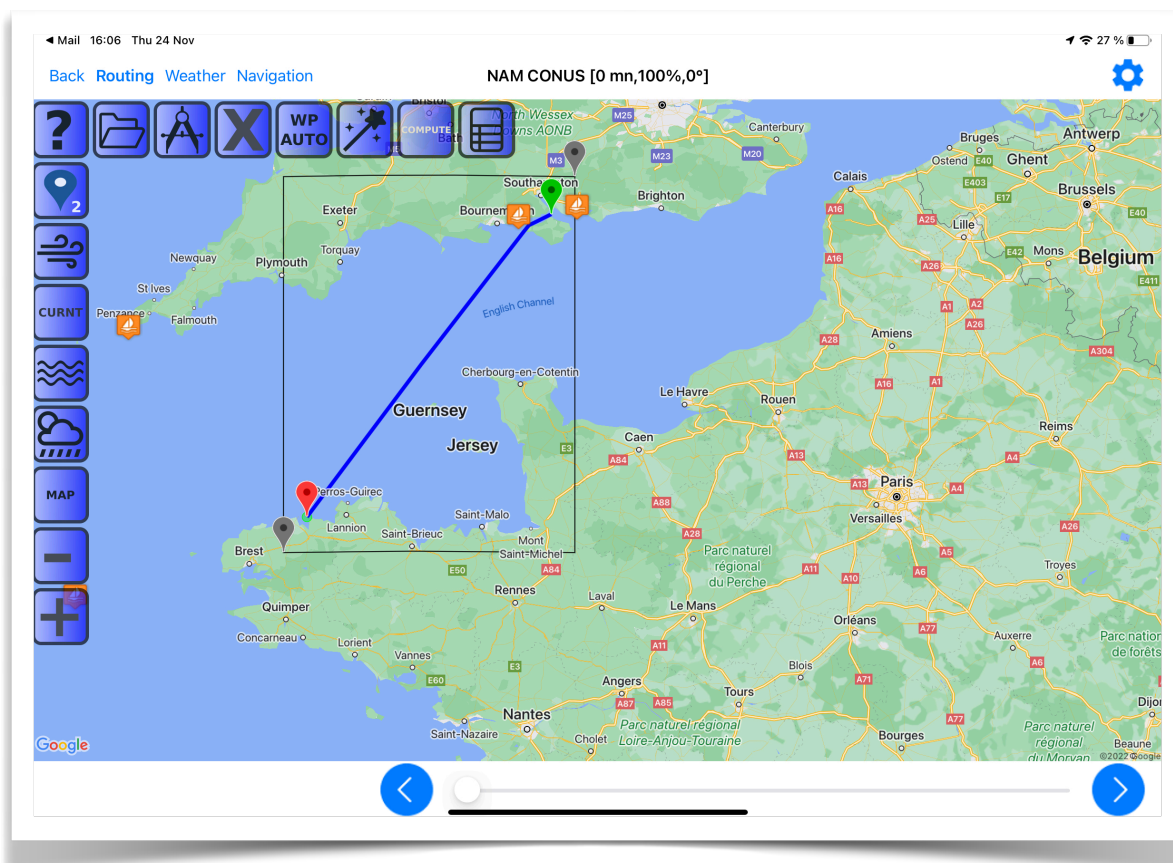 ◀ Mail 16:06 Thu 24 Nov
27 %
Back Routing Weather Navigation
NAM CONUS [0 mn,100%,0°]
?
X
WP
AUTO
COMPUTE
2
CURNT
MAP
Bristol
Bath
North Wessex
Downs AONB
M25
M3
M23
M20
Canterbury
Bruges
Antwerp
Ostend
E40
Ghent
Calais
E403
Brussels
E17
Southampton
Brighton
Exeter
Bournem
A16
A25
Lille
E40
Newquay
Plymouth
Torquay
E42
Mons
Belgium
A16
A26
E411
St Ives
Penzance
Falmouth
English Channel
A1
A2
A26
A28
Amiens
A304
Cherbourg-en-Cotentin
A16
A1
Le Havre
Rouen
Guernsey
Reims
Jersey
E3
Caen
A84
A13
A4
Perros-Guirec
A13
Paris
A4
Lannion
Saint-Malo
A88
Versailles
Saint-Brieuc
A28
A26
Brest
Mont
Saint-Michel
Parc naturel
régional
du Perche
A5
E50
A84
A11
A10
A6
Troyes
Rennes
Laval
Le Mans
Quimper
Orléans
Concarneau
Lorient
A77
Auxerre
Parc nation
de forêts
Vannes
A11
E3
Blois
A6
E60
Angers
A71
A87
A85
Tours
Dijo
Nantes
A77
Saint-Nazaire
Cholet
Parc naturel régional
Loire-Anjou-Touraine
Bourges
Parc naturel
régional
du Morvan
Beaune
Google
©2022 Google